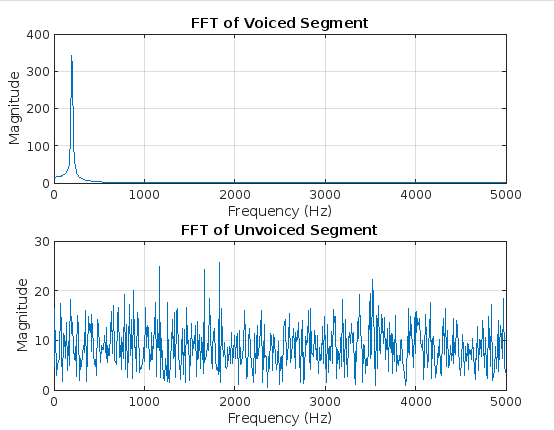 FFT of Voiced Segment
400
300
200
100
0
Magnitude
0 1000 2000 3000 4000 5000
Frequency (Hz)
FFT of Unvoiced Segment
30
20
10
0
Magnitude
0 1000 2000 3000 4000 5000
Frequency (Hz)